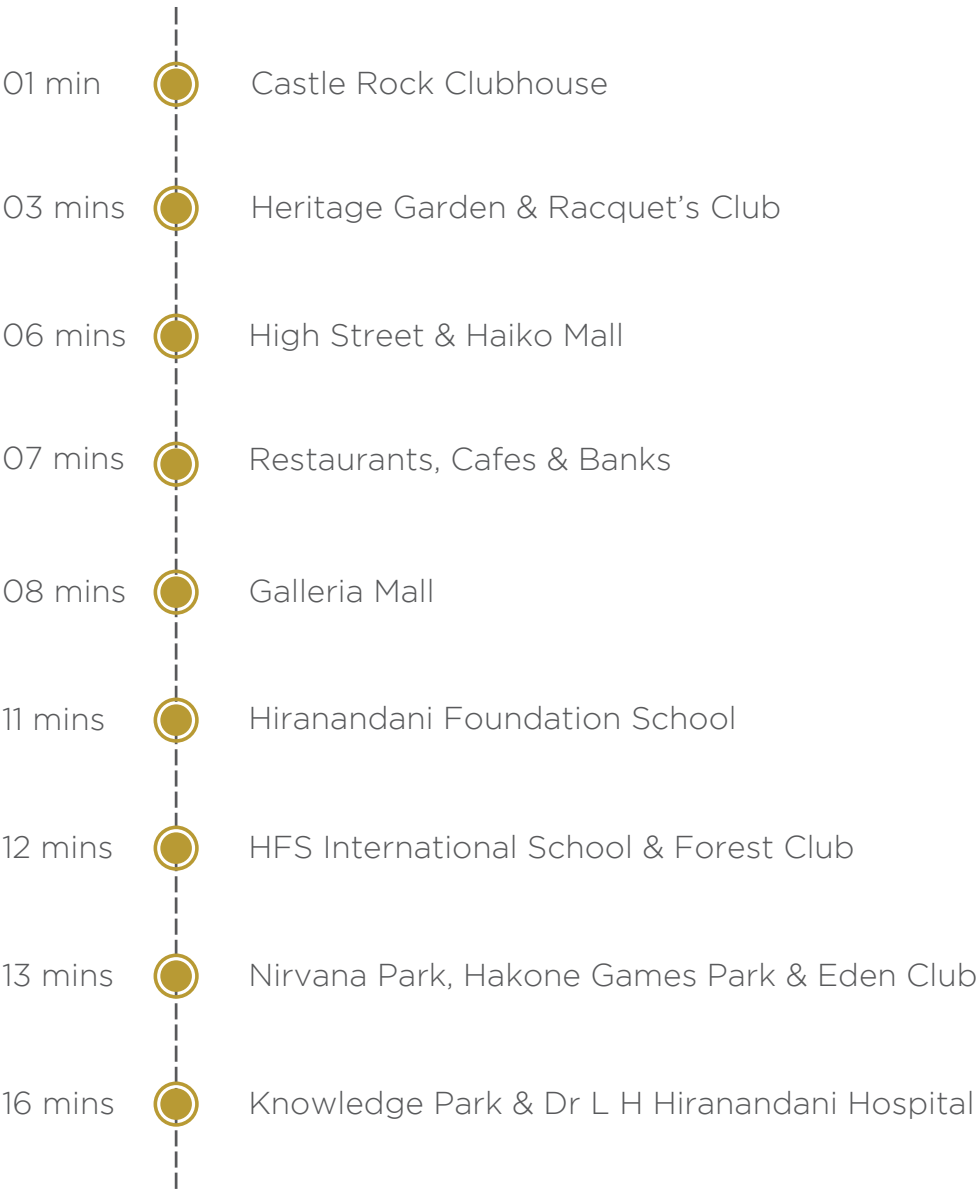 01 min Castle Rock Clubhouse
03 mins Heritage Garden & Racquet’s Club
06 mins High Street & Haiko Mall
07 mins Restaurants, Cafes & Banks
08 mins Galleria Mall
11 mins Hiranandani Foundation School
12 mins HFS International School & Forest Club
13 mins Nirvana Park, Hakone Games Park & Eden Club
16 mins Knowledge Park & Dr L H Hiranandani Hospital